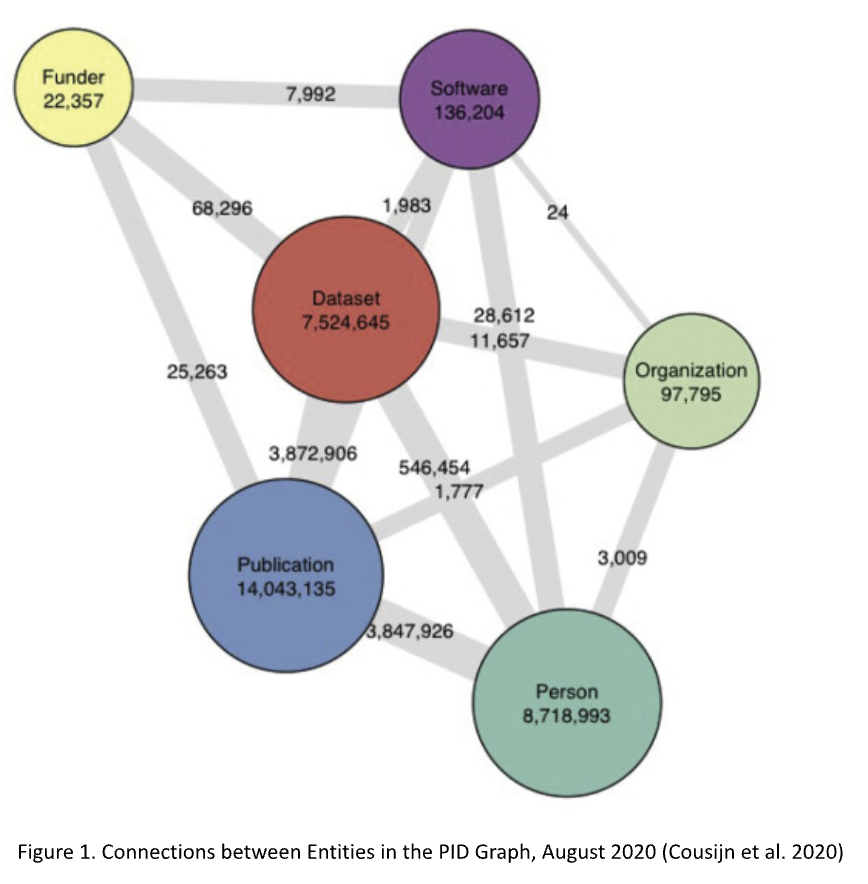 Funder
22,357
7,992
Software
136,204
68,296
1,983
24
Dataset
7,524,645
28,612
11,657
25,263
Organization
97,795
3,872,906
546,454
1,777
Publication
14,043,135
3,009
3,847,926
Person
8,718,993
Figure 1. Connections between Entities in the PID Graph, August 2020 (Cousijn et al. 2020)